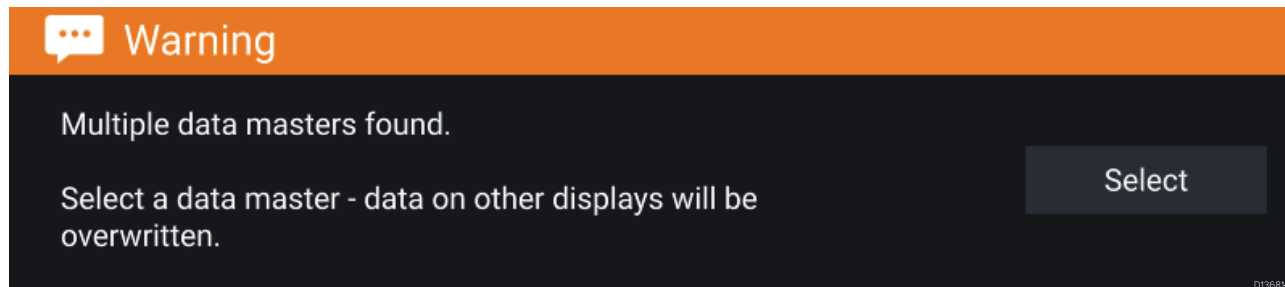 Warning
Multiple data masters found.
Select a data master - data on other displays will be
overwritten.
Select